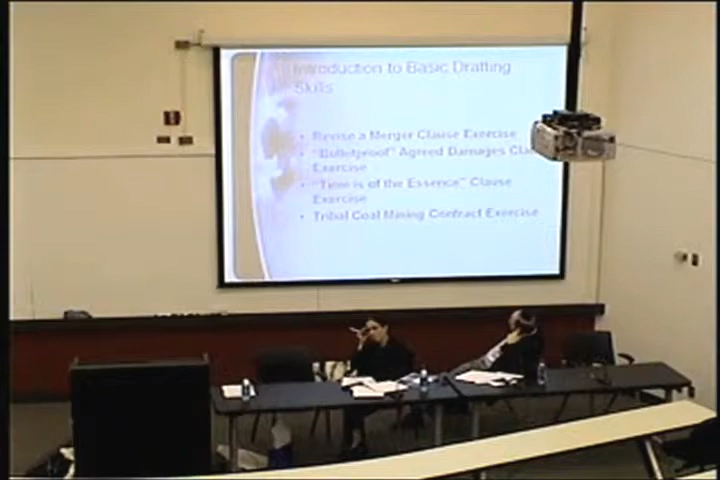 Introduction to Basic Drafting
Skills
• Revise a Merger Clause Exercise
• "Bulletproof" Agreed Damages
Exercise
• "Time is of the Essence" Clause
Exercise
• Tribal Coal Mining Contract Exercise